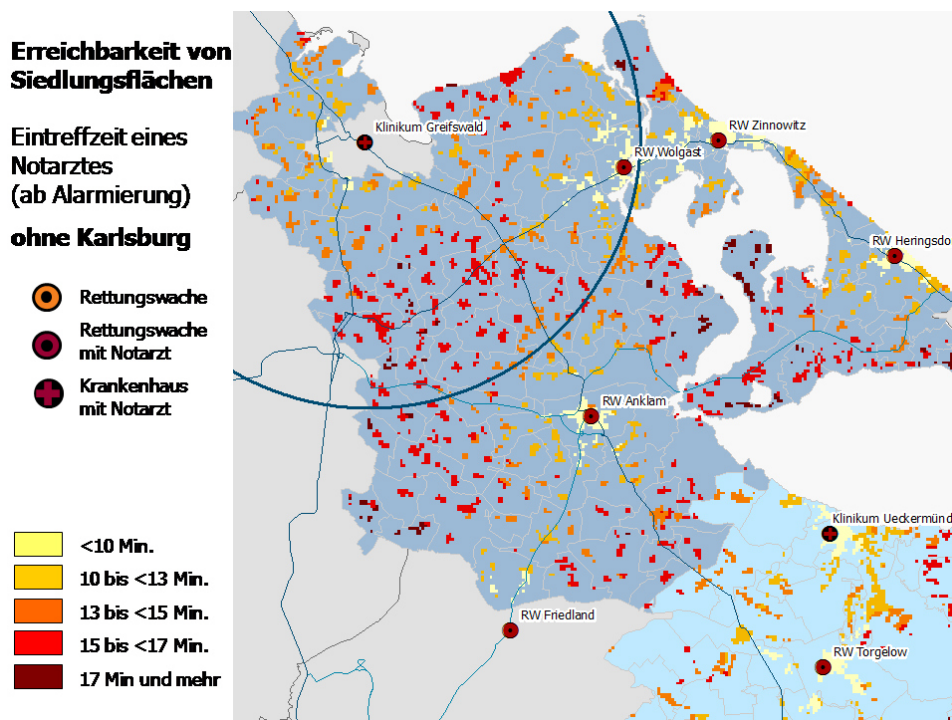 Erreichbarkeit von
Siedlungsflächen
Eintreffzeit eines
Notarztes
(ab Alarmierung)
ohne Karlsburg
Rettungswache
Rettungswache
mit Notarzt
Krankenhaus
mit Notarzt
<10 Min.
10 bis <13 Min.
13 bis <15 Min.
15 bis <17 Min.
17 Min und mehr
Klinikum Greifswald
RW Wolgast
RW Zinnowitz
RW Heringsdo
RW Anklam
Klinikum Ueckermünd
RW Friedland
RW Torgelow